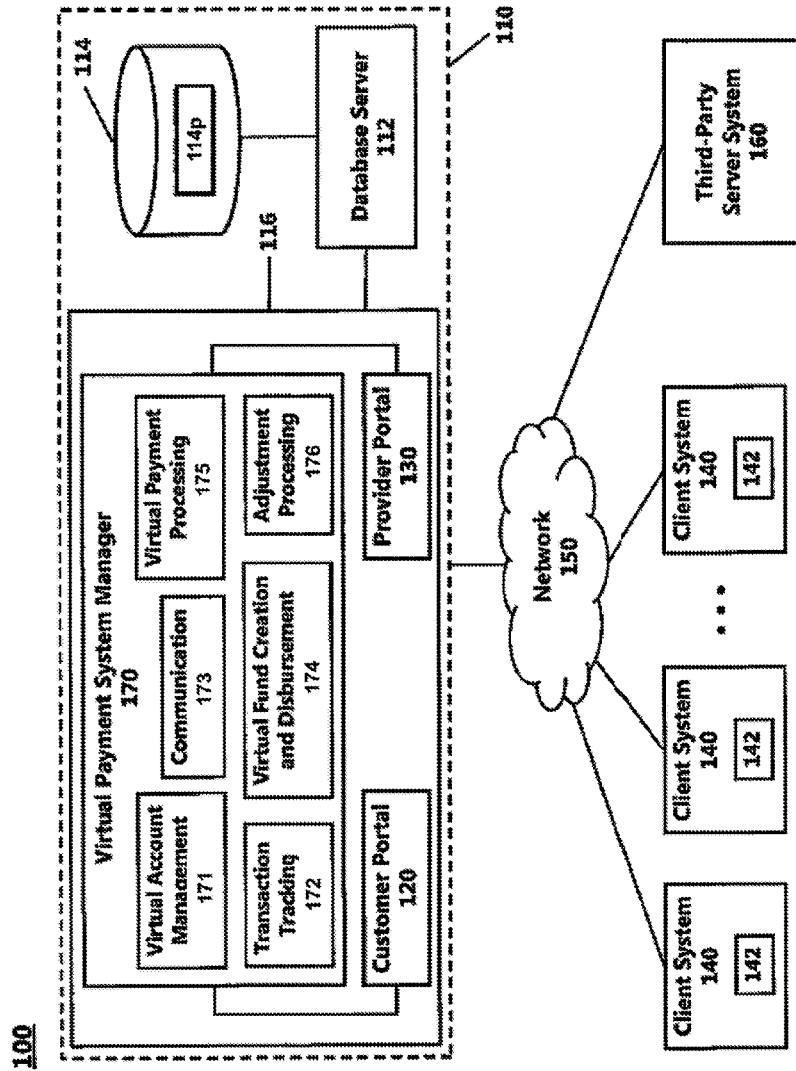 100
Virtual Payment System Manager
170
Virtual Account
Management
171
Communication
173
Virtual Payment
Processing
175
Transaction
Tracking
172
Virtual Fund Creation
and Disbursement
174
Adjustment
Processing
176
Customer Portal
120
Provider Portal
130
116
114
114p
Database Server
112
110
Network
150
Client System
140
142
Client System
140
142
...
Client System
140
142
Third-Party
Server System
160